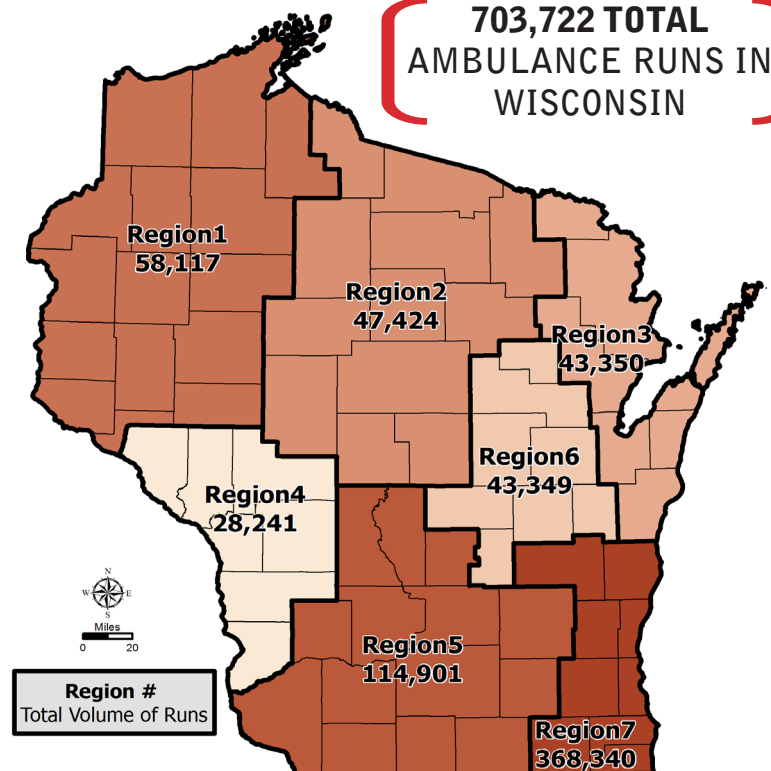 703,722 TOTAL
AMBULANCE RUNS IN
WISCONSIN
Region1
58,117
Region2
47,424
Region3
43,350
Region6
43,349
Region4
28,241
N
W E
S
Miles
0 20
Region5
114,901
Region #
Total Volume of Runs
Region7
368,340